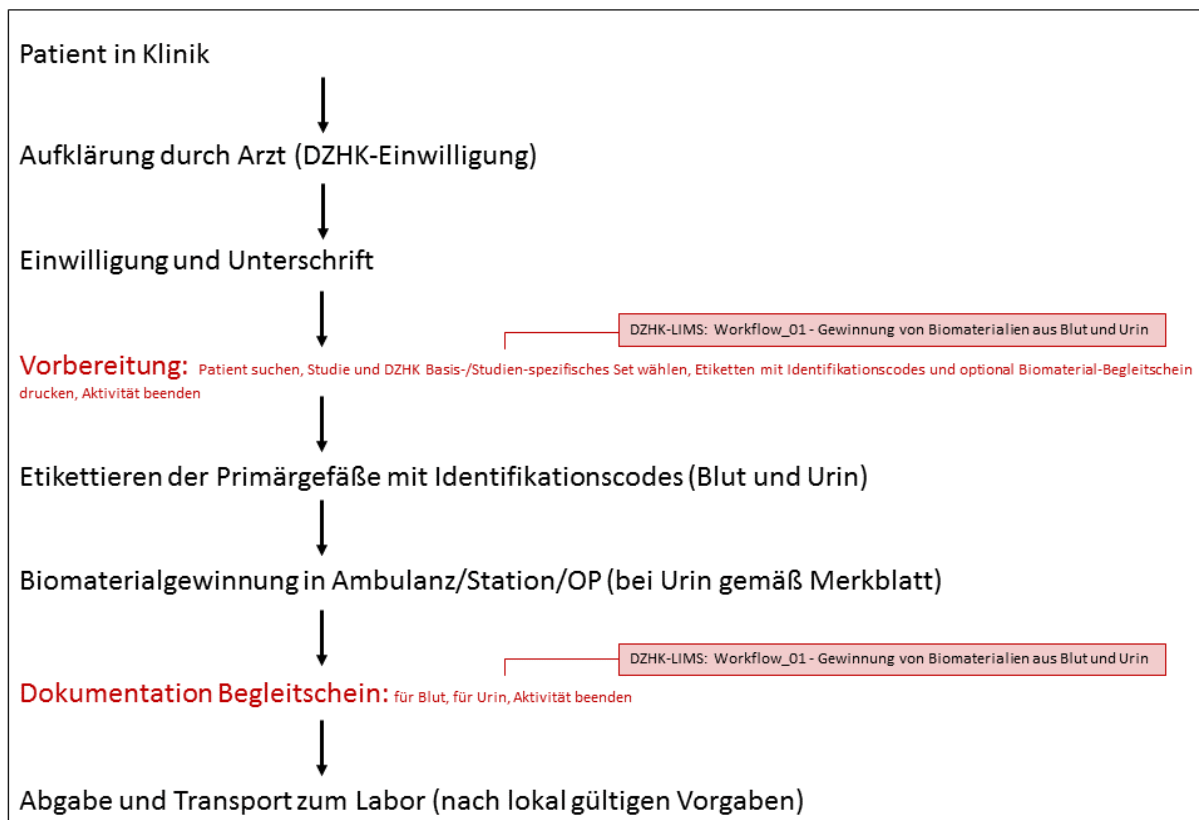 Patient in Klinik
Aufklärung durch Arzt (DZHK-Einwilligung)
Einwilligung und Unterschrift
DZHK-LIMS: Workflow_01 - Gewinnung von Biomaterialien aus Blut und Urin
Vorbereitung: Patient suchen, Studie und DZHK Basis-/Studien-spezifisches Set wählen, Etiketten mit Identifikationscodes und optional Biomaterial-Begleitschein
drucken, Aktivität beenden
Etikettieren der Primärgefäße mit Identifikationscodes (Blut und Urin)
Biomaterialgewinnung in Ambulanz/Station/OP (bei Urin gemäß Merkblatt)
DZHK-LIMS: Workflow_01 - Gewinnung von Biomaterialien aus Blut und Urin
Dokumentation Begleitschein: für Blut, für Urin, Aktivität beenden
Abgabe und Transport zum Labor (nach lokal gültigen Vorgaben)